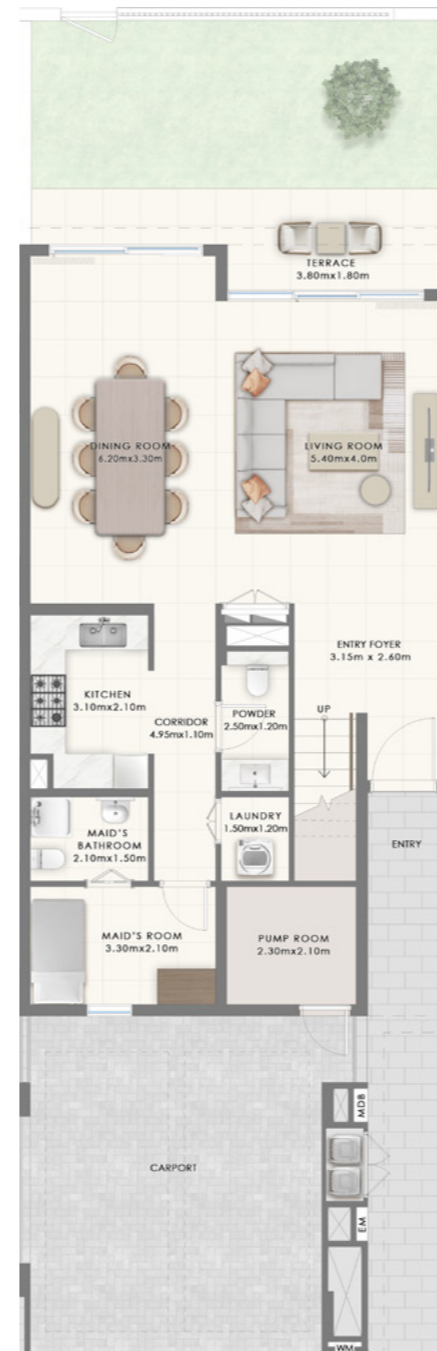 TERRACE
3.80mx1.80m
DINING ROOM
6.20mx3.30m
LIVING ROOM
5.40mx4.0m
ENTRY FOYER
3.15m x 2.60m
KITCHEN
3.10mx2.10m
CORRIDOR
4.95mx1.10m
POWDER
2.50mx1.20m
UP
LAUNDRY
1.50mx1.20m
MAID'S
BATHROOM
2.10mx1.50m
ENTRY
MAID'S ROOM
3.30mx2.10m
PUMP ROOM
2.30mx2.10m
MDB
CARPORT
EM
WM